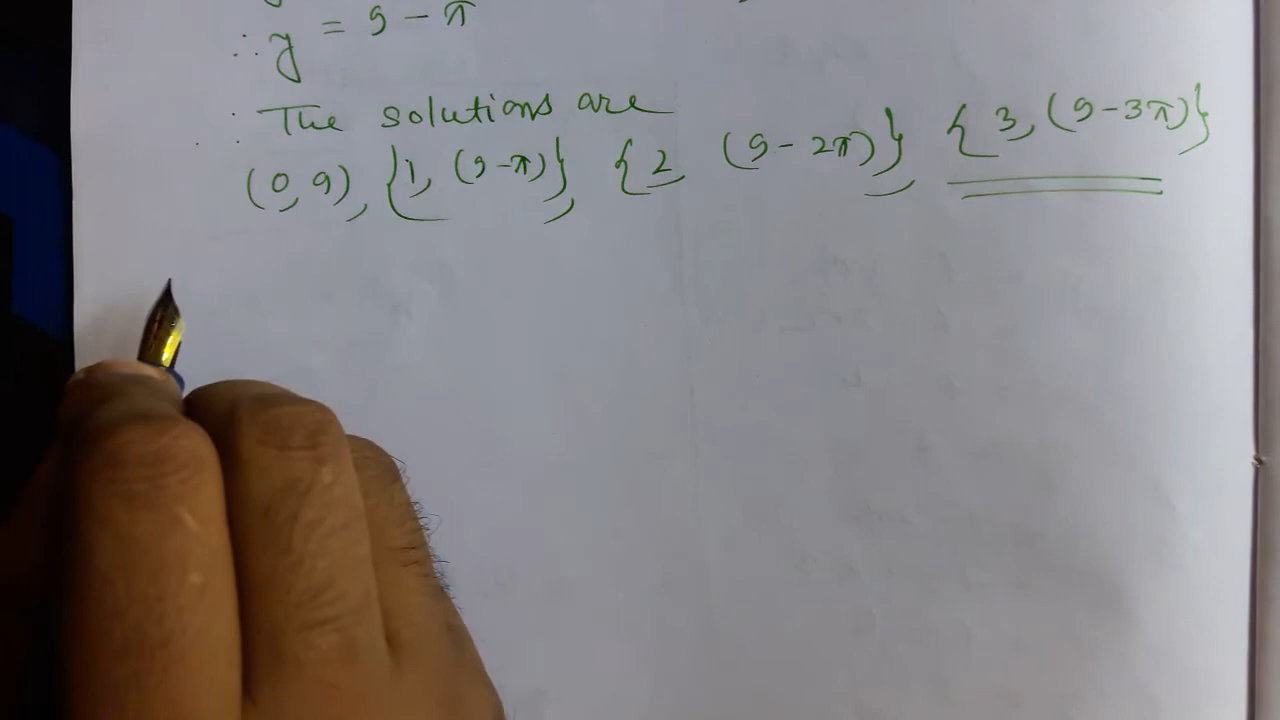 ∴ y = 9 - π
∴ The solutions are
(0, 9), {1, (9-π)}, {2, (9-2π)}, {3, (9-3π)}